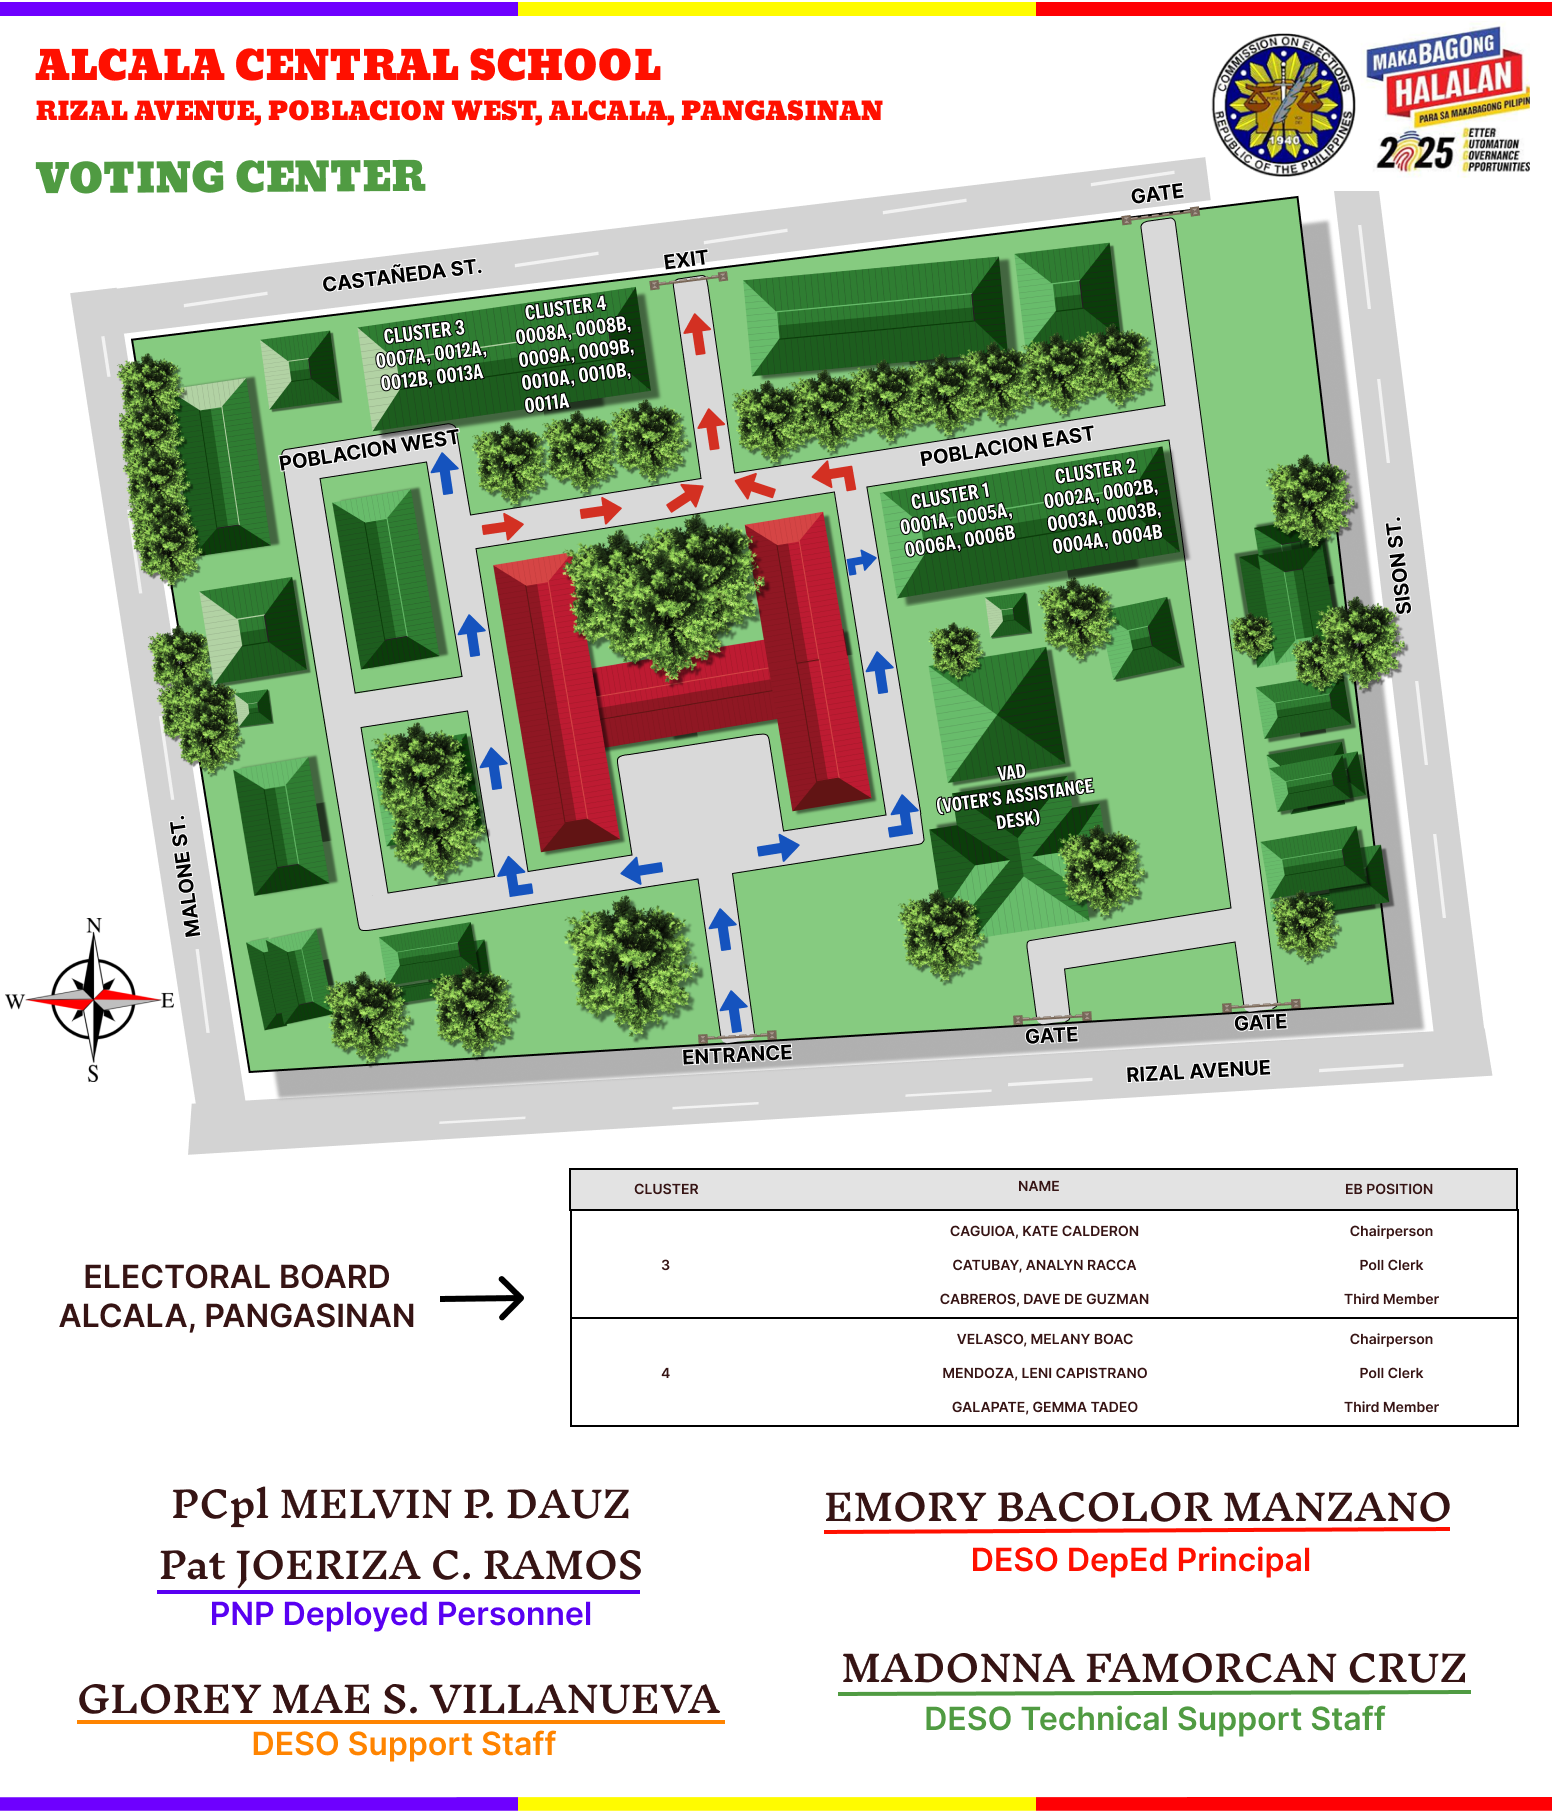 ALCALA CENTRAL SCHOOL
RIZAL AVENUE, POBLACION WEST, ALCALA, PANGASINAN
VOTING CENTER
COMMISSION ON ELECTIONS
1940
REPUBLIC OF THE PHILIPPINES
MAKABAGONG
HALALAN
PARA SA MAKABAGONG PILIPIN
2025
BETTER
AUTOMATION
GOVERNANCE
OPPORTUNITIES
GATE
EXIT
CASTAÑEDA ST.
CLUSTER 3
0007A, 0012A,
0012B, 0013A
CLUSTER 4
0008A, 0008B,
0009A, 0009B,
0010A, 0010B,
0011A
POBLACION WEST
POBLACION EAST
CLUSTER 1
0001A, 0005A,
0006A, 0006B
CLUSTER 2
0002A, 0002B,
0003A, 0003B,
0004A, 0004B
SISON ST.
VAD
(VOTER'S ASSISTANCE
DESK)
MALONE ST.
N
W
E
S
ENTRANCE
GATE
GATE
RIZAL AVENUE
ELECTORAL BOARD
ALCALA, PANGASINAN
CLUSTER NAME EB POSITION
CAGUIOA, KATE CALDERON Chairperson
3 CATUBAY, ANALYN RACCA Poll Clerk
CABREROS, DAVE DE GUZMAN Third Member
VELASCO, MELANY BOAC Chairperson
4 MENDOZA, LENI CAPISTRANO Poll Clerk
GALAPATE, GEMMA TADEO Third Member
PCpl MELVIN P. DAUZ
Pat JOERIZA C. RAMOS
PNP Deployed Personnel
EMORY BACOLOR MANZANO
DESO DepEd Principal
GLOREY MAE S. VILLANUEVA
DESO Support Staff
MADONNA FAMORCAN CRUZ
DESO Technical Support Staff